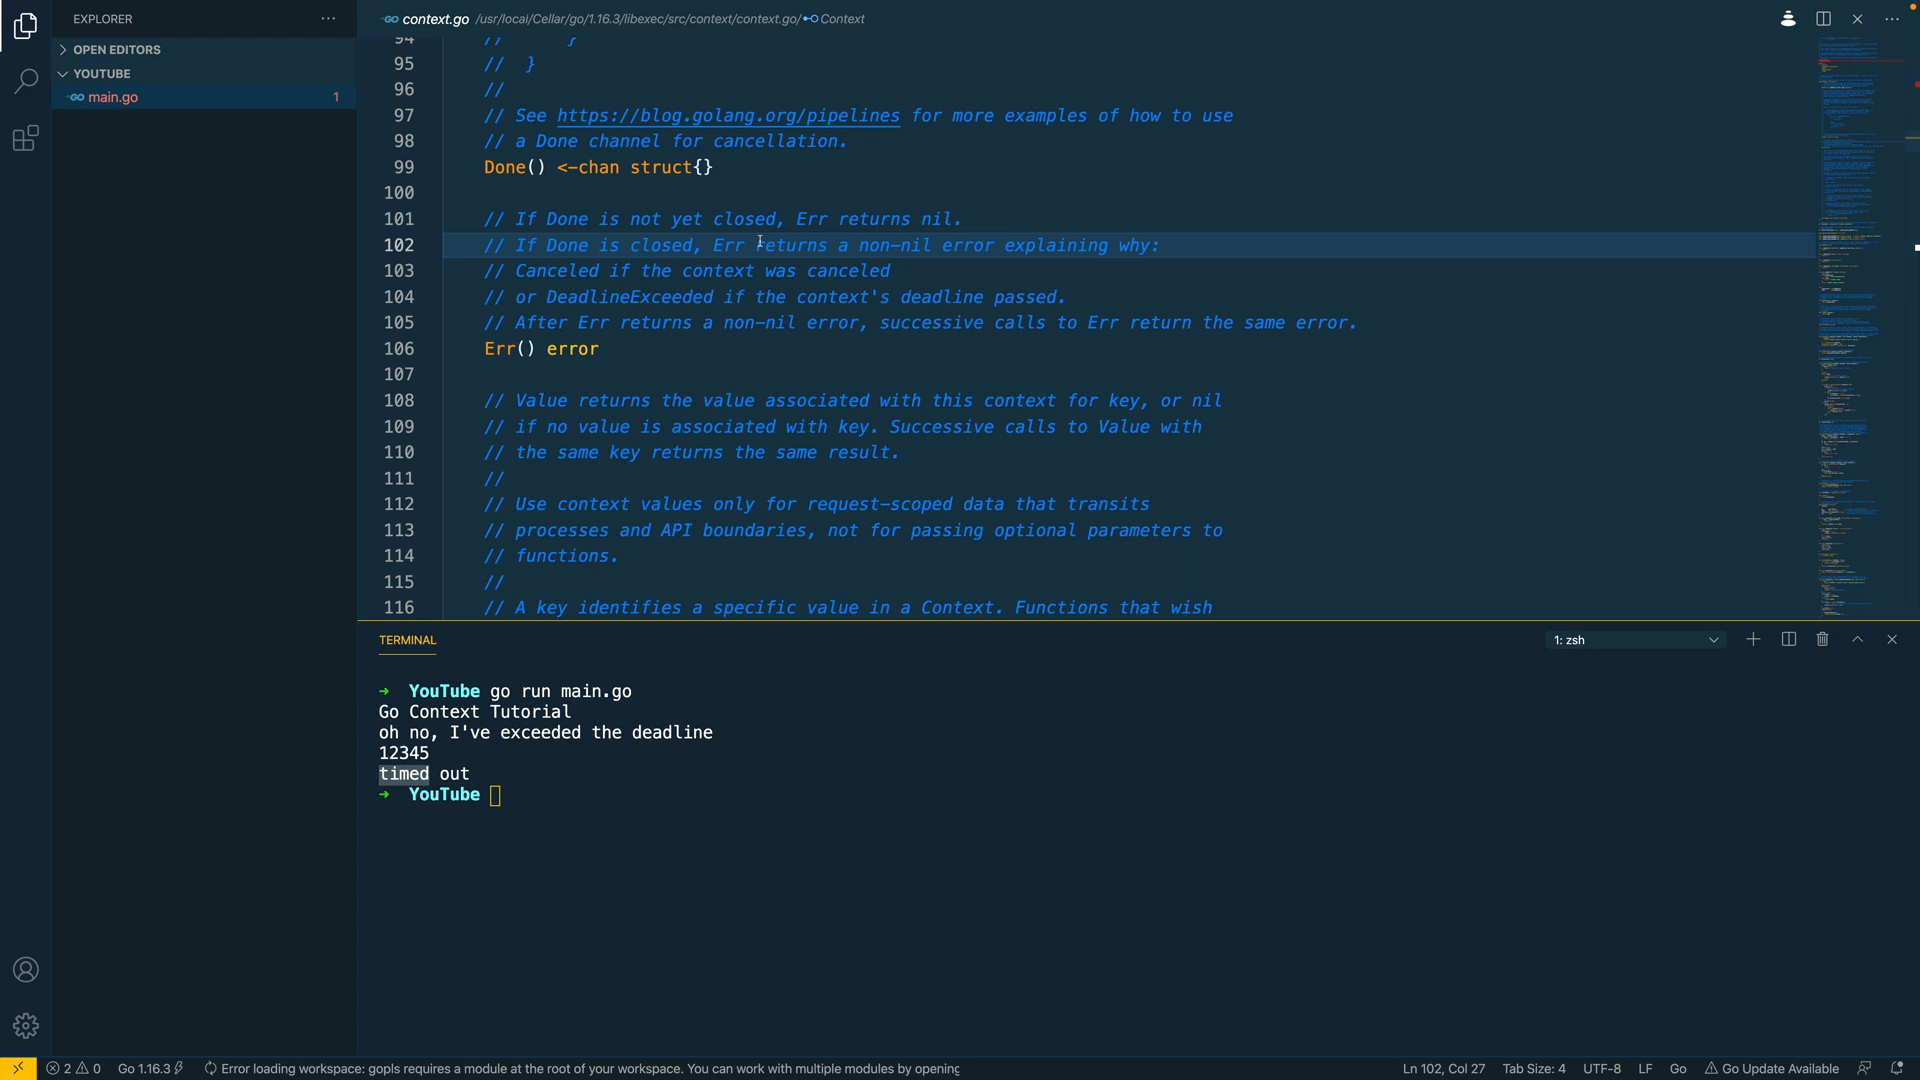 EXPLORER
OPEN EDITORS
YOUTUBE
main.go 1
context.go /usr/local/Cellar/go/1.16.3/libexec/src/context/context.go/ Context
94 // }
95 // }
96 //
97 // See https://blog.golang.org/pipelines for more examples of how to use
98 // a Done channel for cancellation.
99 Done() <-chan struct{}
100
101 // If Done is not yet closed, Err returns nil.
102 // If Done is closed, Err returns a non-nil error explaining why:
103 // Canceled if the context was canceled
104 // or DeadlineExceeded if the context's deadline passed.
105 // After Err returns a non-nil error, successive calls to Err return the same error.
106 Err() error
107
108 // Value returns the value associated with this context for key, or nil
109 // if no value is associated with key. Successive calls to Value with
110 // the same key returns the same result.
111 //
112 // Use context values only for request-scoped data that transits
113 // processes and API boundaries, not for passing optional parameters to
114 // functions.
115 //
116 // A key identifies a specific value in a Context. Functions that wish
TERMINAL
1: zsh
→ YouTube go run main.go
Go Context Tutorial
oh no, I've exceeded the deadline
12345
timed out
→ YouTube
2 0 Go 1.16.3 Error loading workspace: gopls requires a module at the root of your workspace. You can work with multiple modules by opening Ln 102, Col 27 Tab Size: 4 UTF-8 LF Go Go Update Available